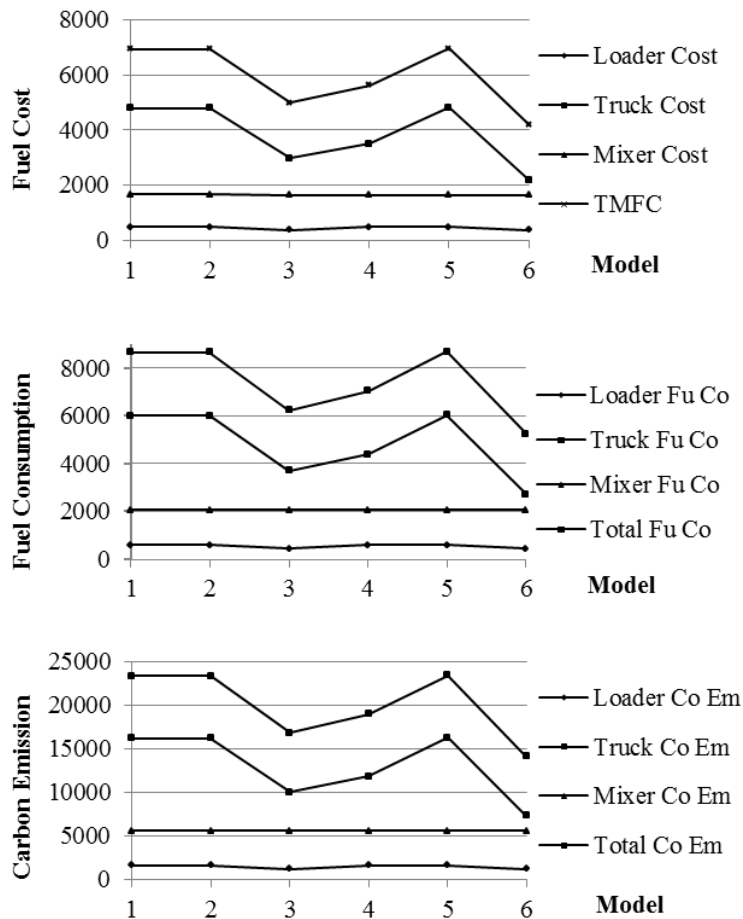 Fuel Cost
8000
6000
4000
2000
0
1 2 3 4 5 6
Model
Loader Cost
Truck Cost
Mixer Cost
TMFC
Fuel Consumption
8000
6000
4000
2000
0
1 2 3 4 5 6
Model
Loader Fu Co
Truck Fu Co
Mixer Fu Co
Total Fu Co
Carbon Emission
25000
20000
15000
10000
5000
0
1 2 3 4 5 6
Model
Loader Co Em
Truck Co Em
Mixer Co Em
Total Co Em